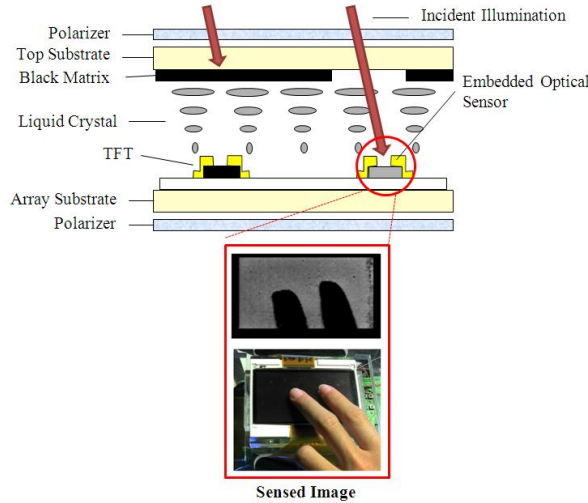 Incident Illumination
Polarizer
Top Substrate
Black Matrix
Embedded Optical
Sensor
Liquid Crystal
TFT
Array Substrate
Polarizer
Sensed Image